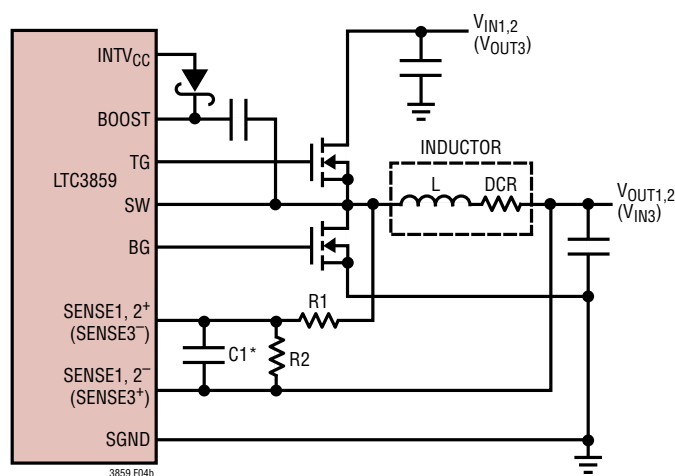 V_IN1,2
(V_OUT3)
INTV_CC
BOOST
INDUCTOR
TG
L
DCR
LTC3859
V_OUT1,2
(V_IN3)
SW
BG
SENSE1, 2⁺
(SENSE3⁻)
R1
C1*
R2
SENSE1, 2⁻
(SENSE3⁺)
SGND
3859 F04b